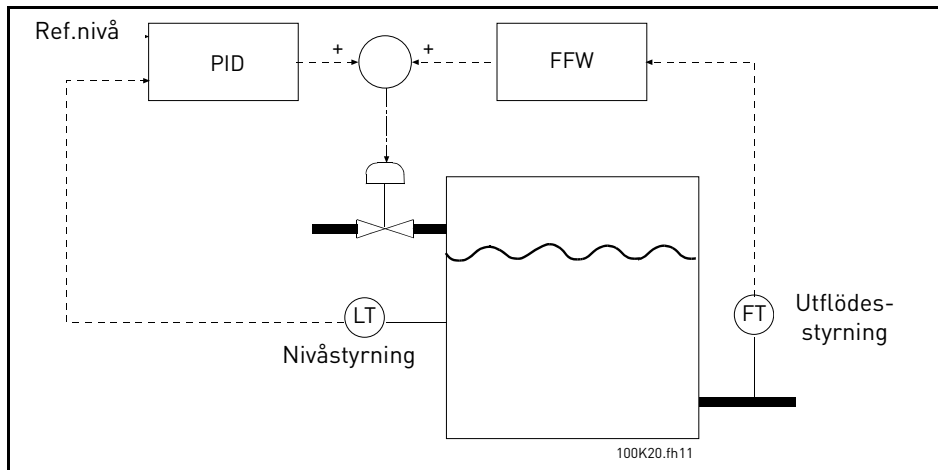 Ref.nivå
PID
+
+
FFW
LT
Nivåstyrning
FT
Utflödes-
styrning
100K20.fh11